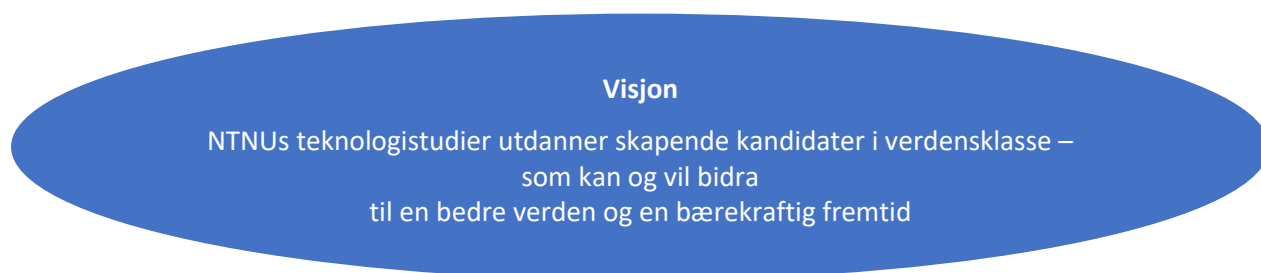 Visjon
NTNUs teknologistudier utdanner skapende kandidater i verdensklasse –
som kan og vil bidra
til en bedre verden og en bærekraftig fremtid